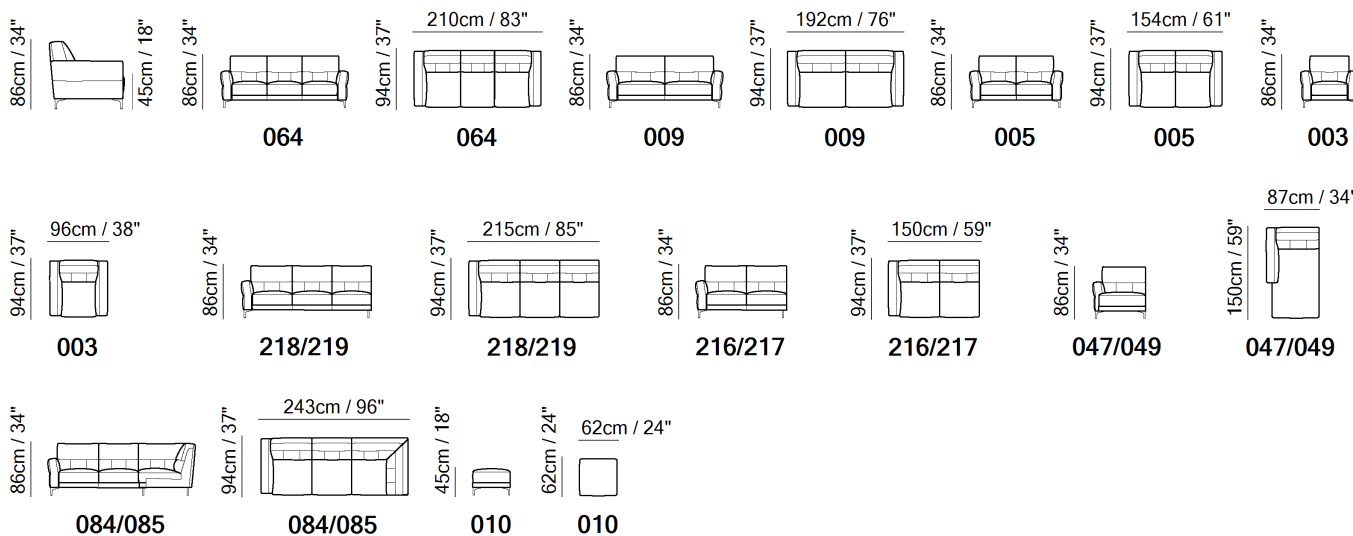 86cm / 34"
45cm / 18"
86cm / 34"
064
94cm / 37"
210cm / 83"
064
86cm / 34"
009
94cm / 37"
192cm / 76"
009
86cm / 34"
005
94cm / 37"
154cm / 61"
005
86cm / 34"
003
94cm / 37"
96cm / 38"
003
86cm / 34"
218/219
94cm / 37"
215cm / 85"
218/219
86cm / 34"
216/217
94cm / 37"
150cm / 59"
216/217
86cm / 34"
047/049
150cm / 59"
87cm / 34"
047/049
86cm / 34"
084/085
94cm / 37"
243cm / 96"
084/085
45cm / 18"
010
62cm / 24"
62cm / 24"
010